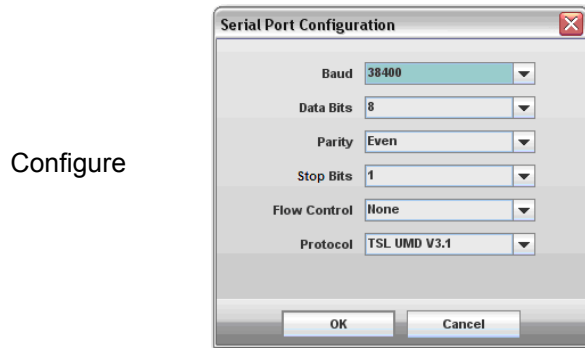 Serial Port Configuration
Baud 38400
Data Bits 8
Parity Even
Configure
Stop Bits 1
Flow Control None
Protocol TSL UMD V3.1
OK Cancel